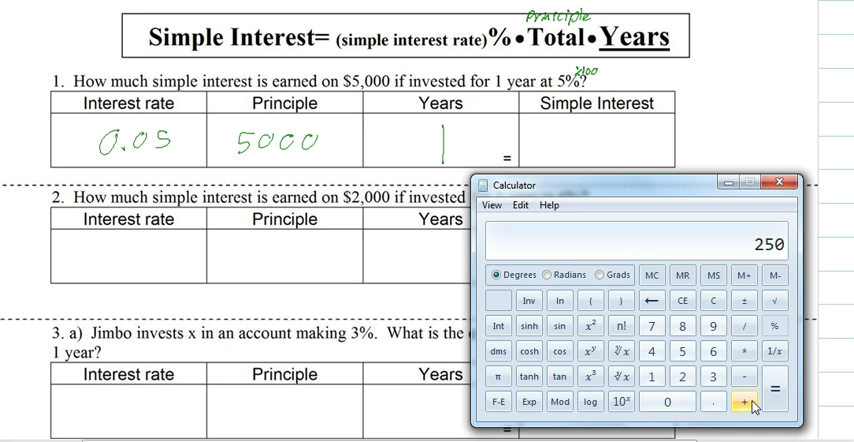 Principle
Simple Interest= (simple interest rate)% • Total • Years
÷100
1. How much simple interest is earned on $5,000 if invested for 1 year at 5%?
Interest rate Principle Years Simple Interest
0.05 5000 1 =
2. How much simple interest is earned on $2,000 if invested
Interest rate Principle Years
3. a) Jimbo invests x in an account making 3%. What is the
1 year?
Interest rate Principle Years
=
Calculator
View Edit Help
250
Degrees Radians Grads MC MR MS M+ M-
Inv ln ( ) ← CE C ± √
Int sinh sin x² n! 7 8 9 / %
dms cosh cos xʸ ʸ√x 4 5 6 * 1/x
π tanh tan x³ ³√x 1 2 3 - =
F-E Exp Mod log 10ˣ 0 . +